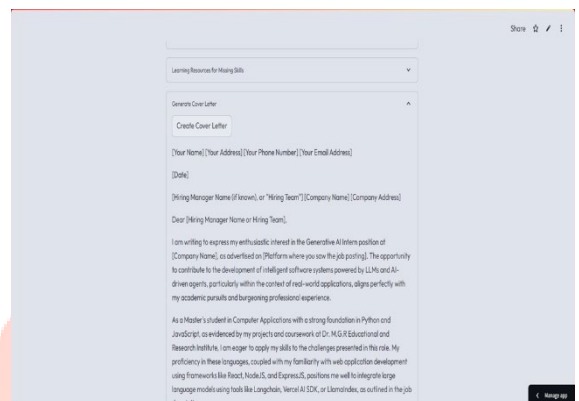 Share
Learning Resources for Missing Skills
Generate Cover Letter
Create Cover Letter
[Your Name] [Your Address] [Your Phone Number] [Your Email Address]
[Date]
[Hiring Manager Name (if known), or "Hiring Team"] [Company Name] [Company Address]
Dear [Hiring Manager Name or Hiring Team],
I am writing to express my enthusiastic interest in the Generative AI Intern position at
[Company Name], as advertised on [Platform where you saw the job posting]. The opportunity
to contribute to the development of intelligent software systems powered by LLMs and AI-
driven agents, particularly within the context of real-world applications, aligns perfectly with
my academic pursuits and burgeoning professional experience.
As a Master's student in Computer Applications with a strong foundation in Python and
JavaScript, as evidenced by my projects and coursework at Dr. M.G.R Educational and
Research Institute, I am eager to apply my skills to the challenges presented in this role. My
proficiency in these languages, coupled with my familiarity with web application development
using frameworks like React, NodeJS, and ExpressJS, positions me well to integrate large
language models using tools like Langchain, Vercel AI SDK, or LlamaIndex, as outlined in the job
< Manage app